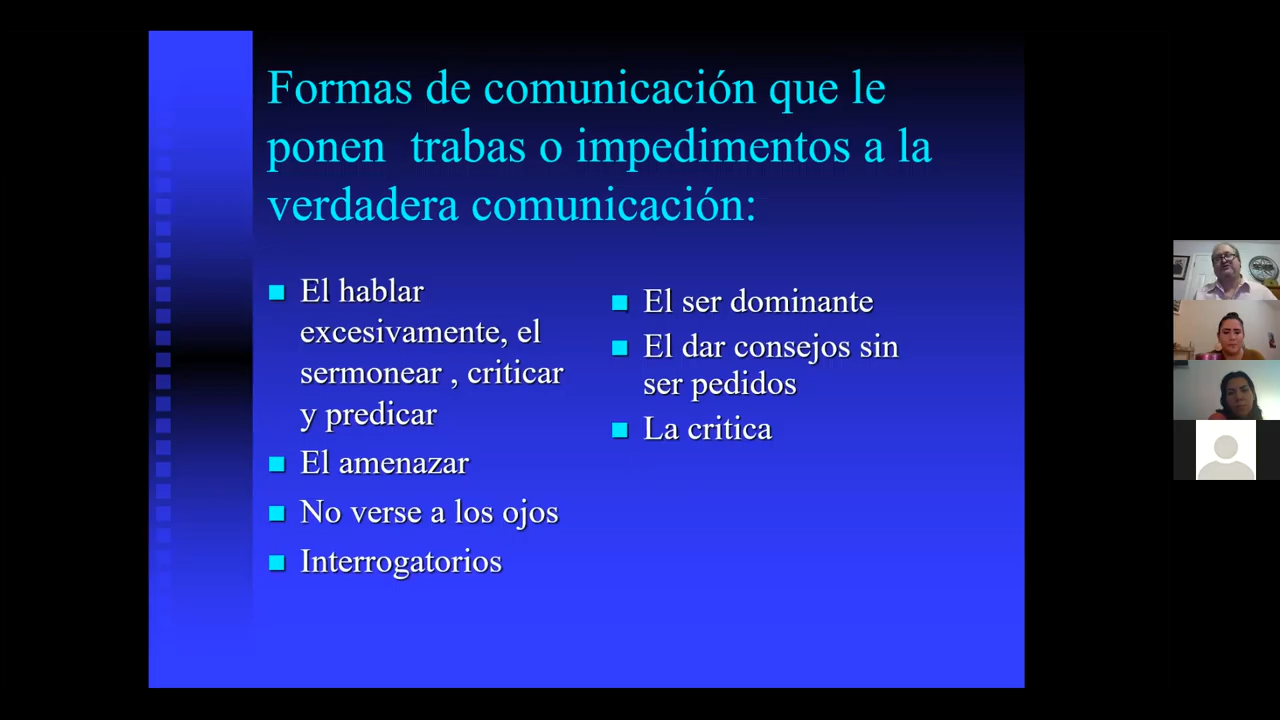 Formas de comunicación que le
ponen trabas o impedimentos a la
verdadera comunicación:
El hablar
excesivamente, el
sermonear , criticar
y predicar
El amenazar
No verse a los ojos
Interrogatorios
El ser dominante
El dar consejos sin
ser pedidos
La critica